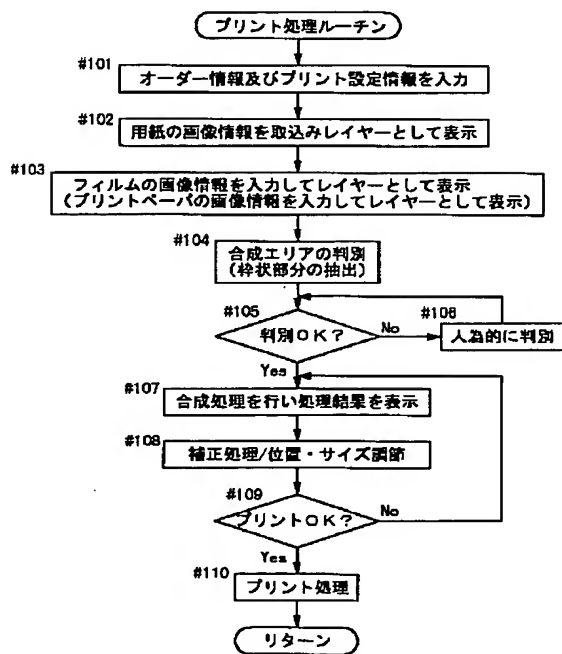 プリント処理ルーチン
#101
オーダー情報及びプリント設定情報を入力
#102
用紙の画像情報を取込みレイヤーとして表示
#103
フィルムの画像情報を入力してレイヤーとして表示
(プリントペーパの画像情報を入力してレイヤーとして表示)
#104
合成エリアの判別
(枠状部分の抽出)
#105
判別OK?
No
#106
人為的に判別
Yes
#107
合成処理を行い処理結果を表示
#108
補正処理/位置・サイズ調節
#109
プリントOK?
No
Yes
#110
プリント処理
リターン